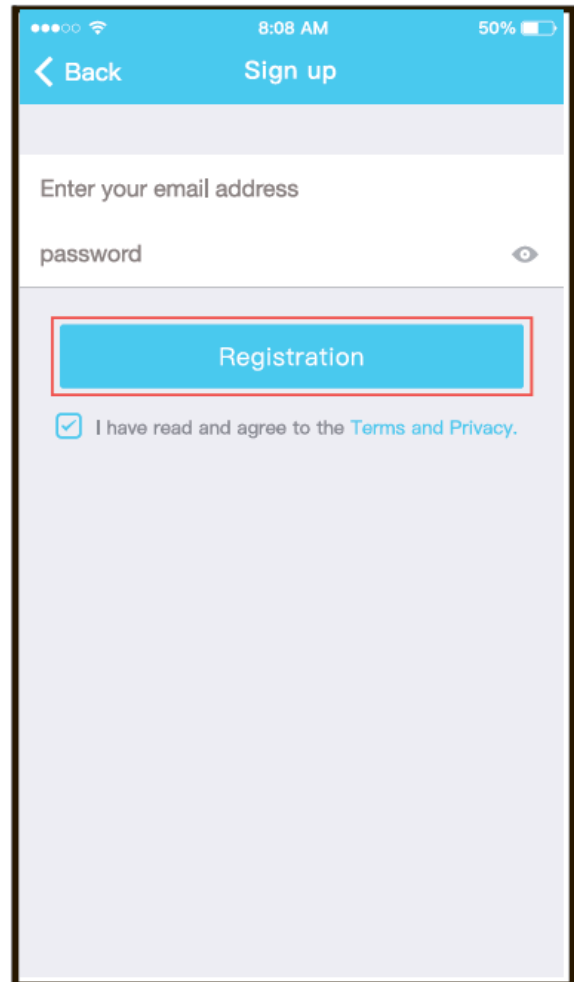 8:08 AM 50%
Back Sign up
Enter your email address
password
Registration
I have read and agree to the Terms and Privacy.